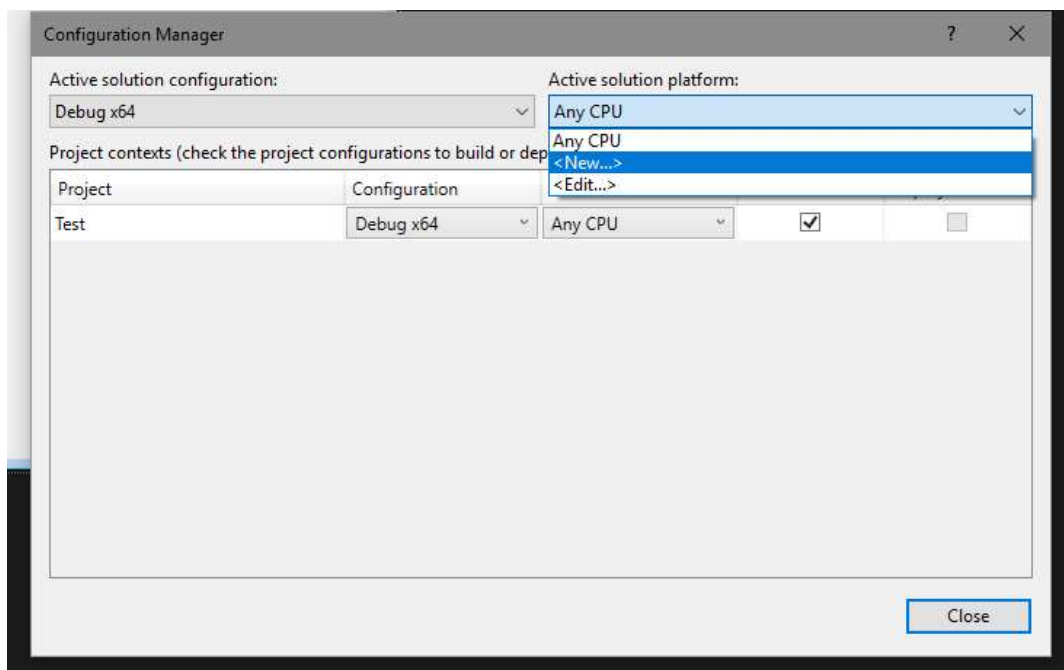 Configuration Manager
?
Active solution configuration:
Active solution platform:
Debug x64
Any CPU
Any CPU
<New...>
<Edit...>
Project contexts (check the project configurations to build or dep
Project
Configuration
Test
Debug x64
Any CPU
Close